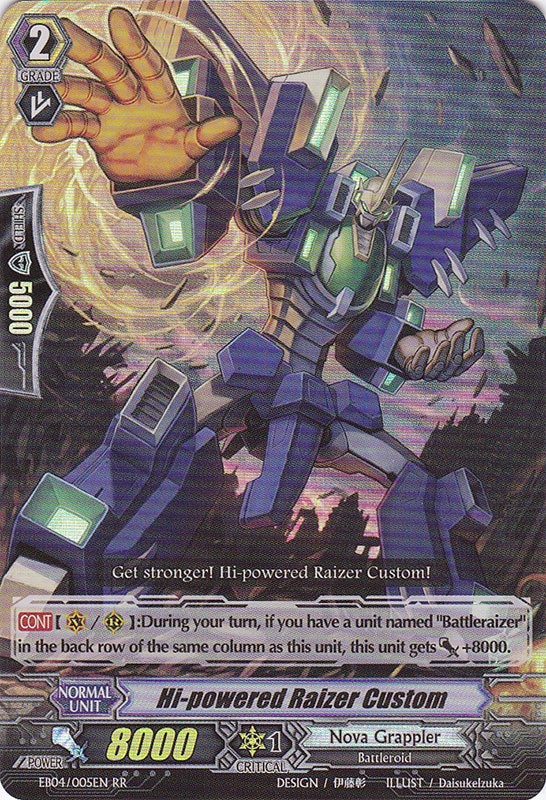 2
GRADE
SHIELD
5000
Get stronger! Hi-powered Raizer Custom!
CONT【 V / R 】:During your turn, if you have a unit named "Battleraizer"
in the back row of the same column as this unit, this unit gets +8000.
NORMAL
UNIT
Hi-powered Raizer Custom
POWER
8000
1
CRITICAL
Nova Grappler
Battleroid
EB04/005EN RR
DESIGN / 伊藤彰
ILLUST / DaisukeIzuka